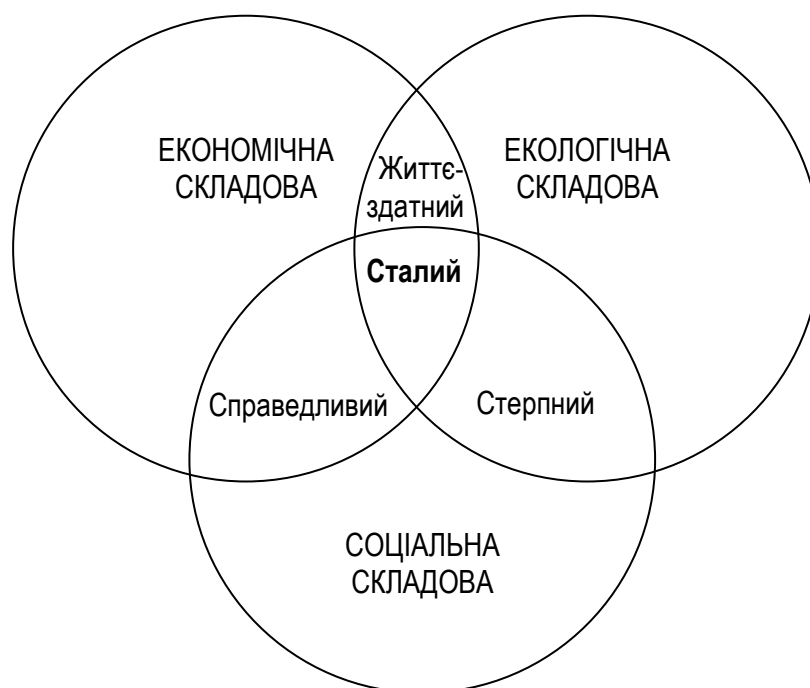 ЕКОНОМІЧНА
СКЛАДОВА
ЕКОЛОГІЧНА
СКЛАДОВА
Життє-
здатний
Сталий
Справедливий
Стерпний
СОЦІАЛЬНА
СКЛАДОВА